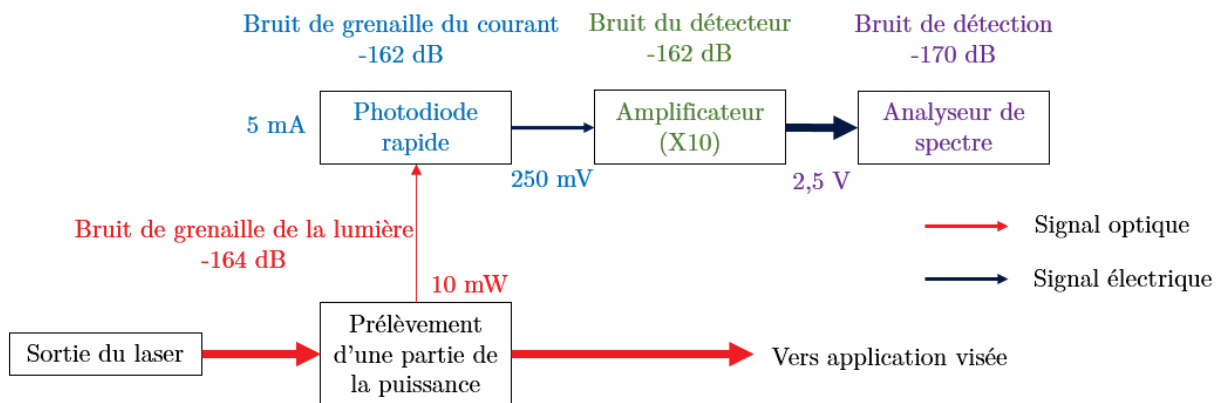 Bruit de grenaille du courant
-162 dB
Bruit du détecteur
-162 dB
Bruit de détection
-170 dB
5 mA
Photodiode
rapide
Amplificateur
(X10)
Analyseur de
spectre
250 mV
2,5 V
Bruit de grenaille de la lumière
-164 dB
10 mW
Signal optique
Signal électrique
Sortie du laser
Prélèvement
d'une partie de
la puissance
Vers application visée